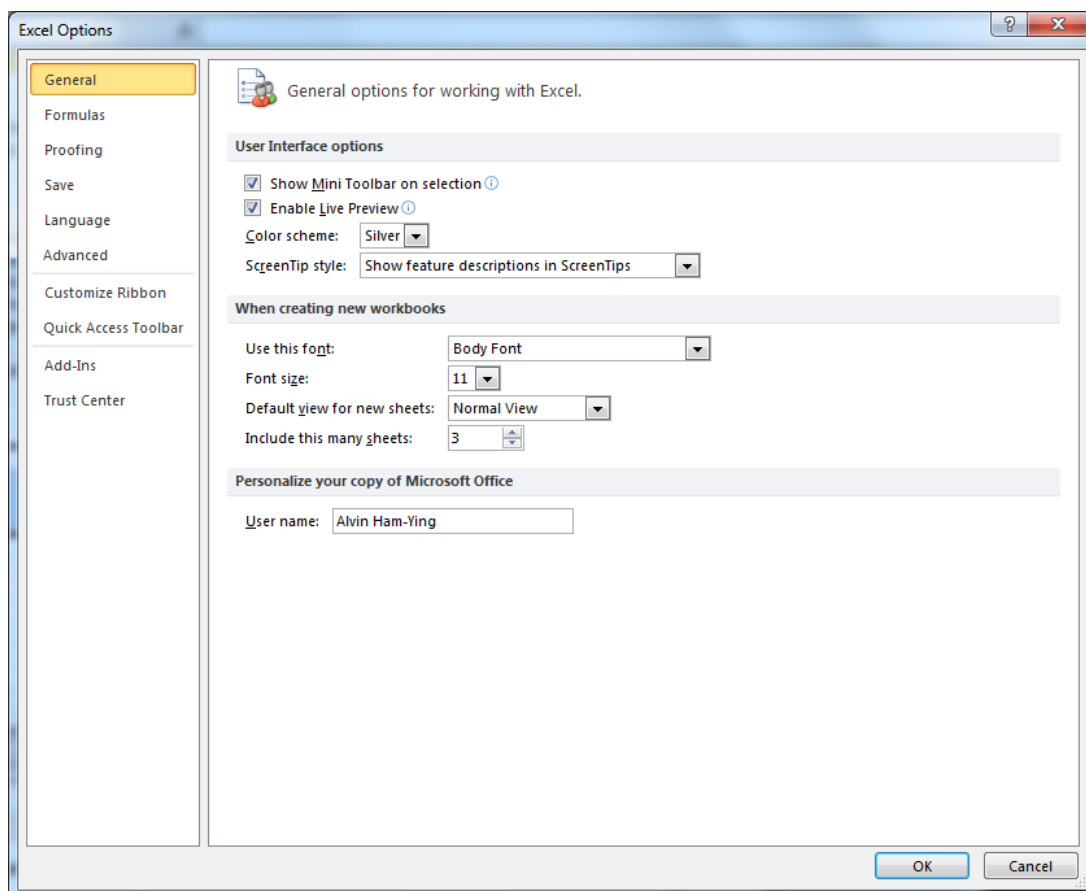 Excel Options
General
Formulas
Proofing
Save
Language
Advanced
Customize Ribbon
Quick Access Toolbar
Add-Ins
Trust Center
General options for working with Excel.
User Interface options
Show Mini Toolbar on selection
Enable Live Preview
Color scheme: Silver
ScreenTip style: Show feature descriptions in ScreenTips
When creating new workbooks
Use this font: Body Font
Font size: 11
Default view for new sheets: Normal View
Include this many sheets: 3
Personalize your copy of Microsoft Office
User name: Alvin Ham-Ying
OK Cancel